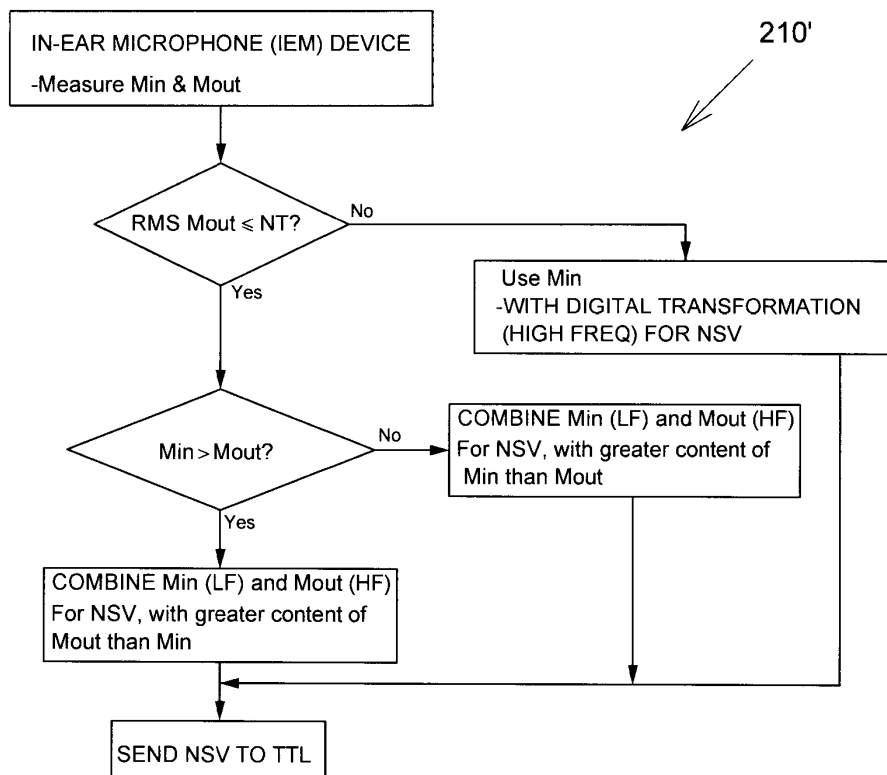 IN-EAR MICROPHONE (IEM) DEVICE
-Measure Min & Mout
210'
RMS Mout ⩽ NT?
No
Yes
Use Min
-WITH DIGITAL TRANSFORMATION
(HIGH FREQ) FOR NSV
Min > Mout?
No
Yes
COMBINE Min (LF) and Mout (HF)
For NSV, with greater content of
Min than Mout
COMBINE Min (LF) and Mout (HF)
For NSV, with greater content of
Mout than Min
SEND NSV TO TTL